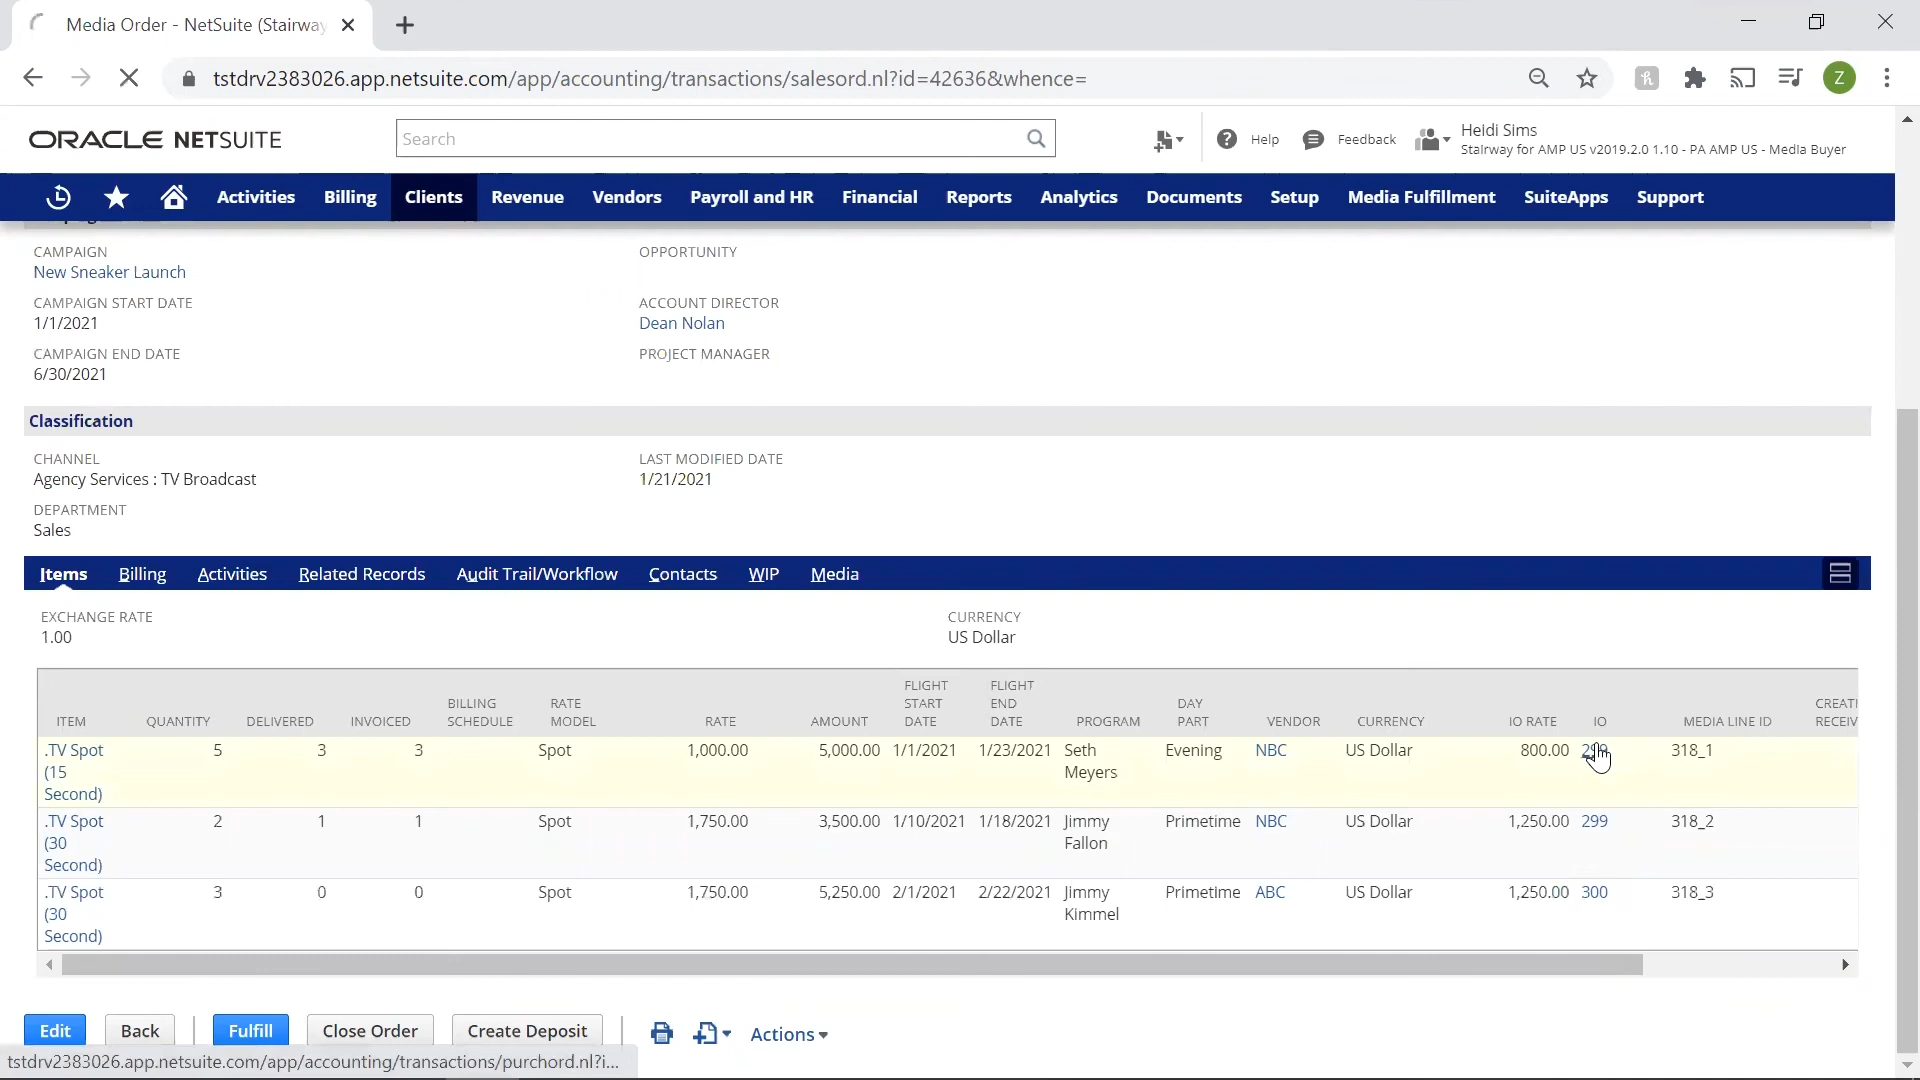 Media Order - NetSuite (Stairway
tstdrv2383026.app.netsuite.com/app/accounting/transactions/salesord.nl?id=42636&whence=
h
Z
ORACLE NETSUITE
Search
Help
Feedback
Heidi Sims
Stairway for AMP US v2019.2.0 1.10 - PA AMP US - Media Buyer
Activities Billing Clients Revenue Vendors Payroll and HR Financial Reports Analytics Documents Setup Media Fulfillment SuiteApps Support
CAMPAIGN
New Sneaker Launch
OPPORTUNITY
CAMPAIGN START DATE
1/1/2021
ACCOUNT DIRECTOR
Dean Nolan
CAMPAIGN END DATE
6/30/2021
PROJECT MANAGER
Classification
CHANNEL
Agency Services : TV Broadcast
LAST MODIFIED DATE
1/21/2021
DEPARTMENT
Sales
Items Billing Activities Related Records Audit Trail/Workflow Contacts WIP Media
EXCHANGE RATE
1.00
CURRENCY
US Dollar
ITEM QUANTITY DELIVERED INVOICED BILLING SCHEDULE RATE MODEL RATE AMOUNT FLIGHT START DATE FLIGHT END DATE PROGRAM DAY PART VENDOR CURRENCY IO RATE IO MEDIA LINE ID
.TV Spot (15 Second) 5 3 3 Spot 1,000.00 5,000.00 1/1/2021 1/23/2021 Seth Meyers Evening NBC US Dollar 800.00 318_1
.TV Spot (30 Second) 2 1 1 Spot 1,750.00 3,500.00 1/10/2021 1/18/2021 Jimmy Fallon Primetime NBC US Dollar 1,250.00 299 318_2
.TV Spot (30 Second) 3 0 0 Spot 1,750.00 5,250.00 2/1/2021 2/22/2021 Jimmy Kimmel Primetime ABC US Dollar 1,250.00 300 318_3
Edit Back Fulfill Close Order Create Deposit Actions
tstdrv2383026.app.netsuite.com/app/accounting/transactions/purchord.nl?i...